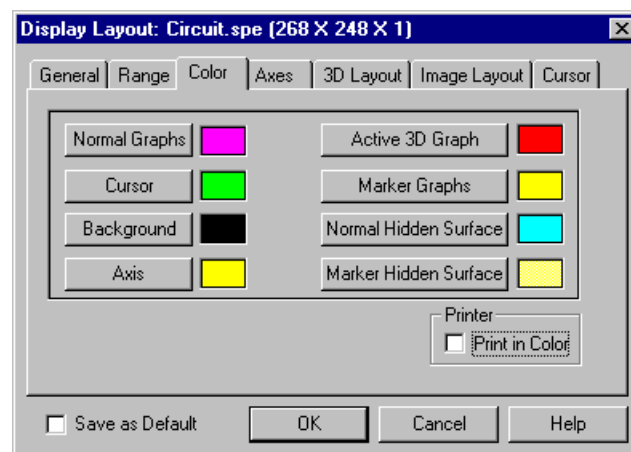 Display Layout: Circuit.spe (268 X 248 X 1)
General Range Color Axes 3D Layout Image Layout Cursor
Normal Graphs Active 3D Graph
Cursor Marker Graphs
Background Normal Hidden Surface
Axis Marker Hidden Surface
Printer
Print in Color
Save as Default OK Cancel Help